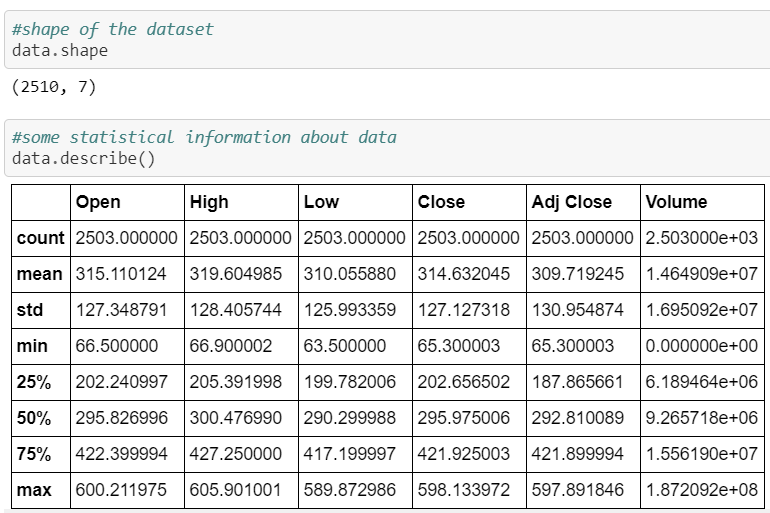 #shape of the dataset
data.shape
(2510, 7)
#some statistical information about data
data.describe()
Open High Low Close Adj Close Volume
count 2503.000000 2503.000000 2503.000000 2503.000000 2503.000000 2.503000e+03
mean 315.110124 319.604985 310.055880 314.632045 309.719245 1.464909e+07
std 127.348791 128.405744 125.993359 127.127318 130.954874 1.695092e+07
min 66.500000 66.900002 63.500000 65.300003 65.300003 0.000000e+00
25% 202.240997 205.391998 199.782006 202.656502 187.865661 6.189464e+06
50% 295.826996 300.476990 290.299988 295.975006 292.810089 9.265718e+06
75% 422.399994 427.250000 417.199997 421.925003 421.899994 1.556190e+07
max 600.211975 605.901001 589.872986 598.133972 597.891846 1.872092e+08